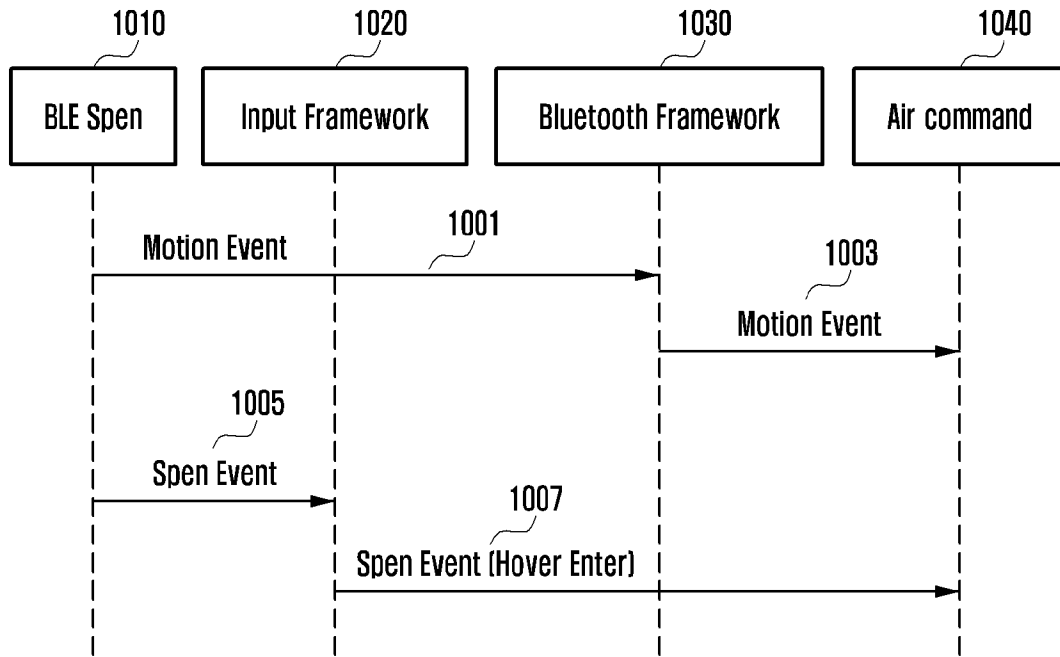 1010
1020
1030
1040
BLE Spen
Input Framework
Bluetooth Framework
Air command
1001
Motion Event
1003
Motion Event
1005
Spen Event
1007
Spen Event (Hover Enter)